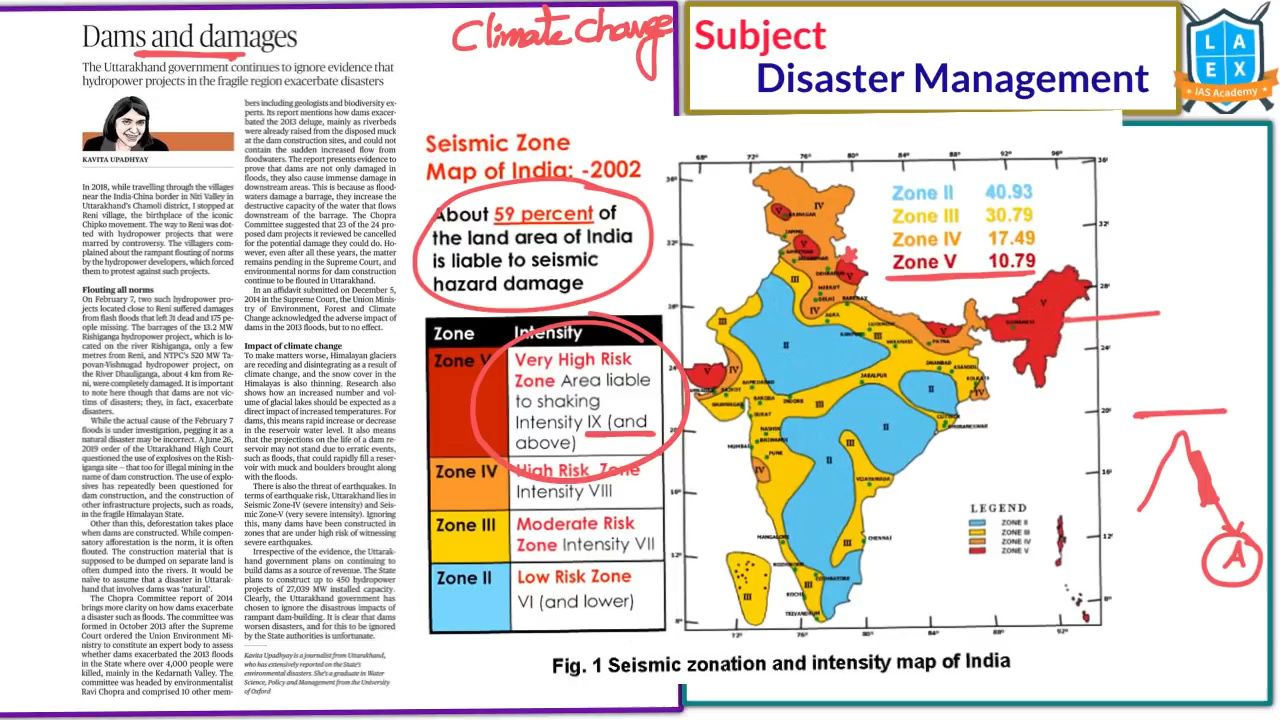 Dams and damages
The Uttarakhand government continues to ignore evidence that
hydropower projects in the fragile region exacerbate disasters
KAVITA UPADHYAY
In 2018, while travelling through the villages
near the India-China border in Niti Valley in
Uttarakhand's Chamoli district, I stopped at
Reni village, the birthplace of the iconic
Chipko movement. The way to Reni was dot-
ted with hydropower projects that were
marred by controversy. The villagers com-
plained about the rampant flouting of norms
by the hydropower developers, which forced
them to protest against such projects.
Flouting all norms
On February 7, two such hydropower pro-
jects located close to Reni suffered damages
from flash floods that left 31 dead and 175 peo-
ple missing. The barrages of the 13.2 MW
Rishiganga hydropower project, which is lo-
cated on the river Rishiganga, only a few
metres from Reni, and NTPC's 520 MW Ta-
povan-Vishnugad hydropower project, on
the River Dhauliganga, about 4 km from Re-
ni, were completely damaged. It is important
to note here though that dams are not vic-
tims of disasters; they, in fact, exacerbate
disasters.
While the actual cause of the February 7
floods is under investigation, pegging it as a
natural disaster may be incorrect. A June 26,
2019 order of the Uttarakhand High Court
questioned the use of explosives on the Rish-
iganga site – that too for illegal mining in the
name of dam construction. The use of explo-
sives has repeatedly been questioned for
dam construction, and the construction of
other infrastructure projects, such as roads,
in the fragile Himalayan State.
Other than this, deforestation takes place
when dams are constructed. While compen-
satory afforestation is the norm, it is often
flouted. The construction material that is
supposed to be dumped on separate land is
often dumped into the rivers. It would be
naïve to assume that a disaster in Uttarak-
hand that involves dams was 'natural'.
The Chopra Committee report of 2014
brings more clarity on how dams exacerbate
a disaster such as floods. The committee was
formed in October 2013 after the Supreme
Court ordered the Union Environment Mi-
nistry to constitute an expert body to assess
whether dams exacerbated the 2013 floods
in the State where over 4,000 people were
killed, mainly in the Kedarnath Valley. The
committee was headed by environmentalist
Ravi Chopra and comprised 10 other mem-
bers including geologists and biodiversity ex-
perts. Its report mentions how dams exacer-
bated the 2013 deluge, mainly as riverbeds
were already raised from the disposed muck
at the dam construction sites, and could not
contain the sudden increased flow from
floodwaters. The report presents evidence to
prove that dams are not only damaged in
floods, they also cause immense damage in
downstream areas. This is because as flood-
waters damage a barrage, they increase the
destructive capacity of the water that flows
downstream of the barrage. The Chopra
Committee suggested that 23 of the 24 pro-
posed dam projects it reviewed be cancelled
for the potential damage they could do. Ho-
wever, even after all these years, the matter
remains pending in the Supreme Court, and
environmental norms for dam construction
continue to be flouted in Uttarakhand.
In an affidavit submitted on December 5,
2014 in the Supreme Court, the Union Minis-
try of Environment, Forest and Climate
Change acknowledged the adverse impact of
dams in the 2013 floods, but to no effect.
Impact of climate change
To make matters worse, Himalayan glaciers
are receding and disintegrating as a result of
climate change, and the snow cover in the
Himalayas is also thinning. Research also
shows how an increased number and vol-
ume of glacial lakes should be expected as a
direct impact of increased temperatures. For
dams, this means rapid increase or decrease
in the reservoir water level. It also means
that the projections on the life of a dam re-
servoir may not stand due to erratic events,
such as floods, that could rapidly fill a reser-
voir with muck and boulders brought along
with the floods.
There is also the threat of earthquakes. In
terms of earthquake risk, Uttarakhand lies in
Seismic Zone-IV (severe intensity) and Seis-
mic Zone-V (very severe intensity). Ignoring
this, many dams have been constructed in
zones that are under high risk of witnessing
severe earthquakes.
Irrespective of the evidence, the Uttarak-
hand government plans on continuing to
build dams as a source of revenue. The State
plans to construct up to 450 hydropower
projects of 27,039 MW installed capacity.
Clearly, the Uttarakhand government has
chosen to ignore the disastrous impacts of
rampant dam-building. It is clear that dams
worsen disasters, and for this to be ignored
by the State authorities is unfortunate.
Kavita Upadhyay is a journalist from Uttarakhand,
who has extensively reported on the State's
environmental disasters. She's a graduate in Water
Science, Policy and Management from the University
of Oxford
Climate Change
Subject
Disaster Management
L A
E X
IAS Academy
Seismic Zone
Map of India: -2002
About 59 percent of
the land area of India
is liable to seismic
hazard damage
Zone Intensity
Zone V Very High Risk
Zone Area liable
to shaking
Intensity IX (and
above)
Zone IV High Risk Zone
Intensity VIII
Zone III Moderate Risk
Zone Intensity VII
Zone II Low Risk Zone
VI (and lower)
68° 72° 76° 80° 84° 88° 92° 96°
Zone II 40.93
Zone III 30.79
Zone IV 17.49
Zone V 10.79
LEGEND
ZONE II
ZONE III
ZONE IV
ZONE V
A
Fig. 1 Seismic zonation and intensity map of India